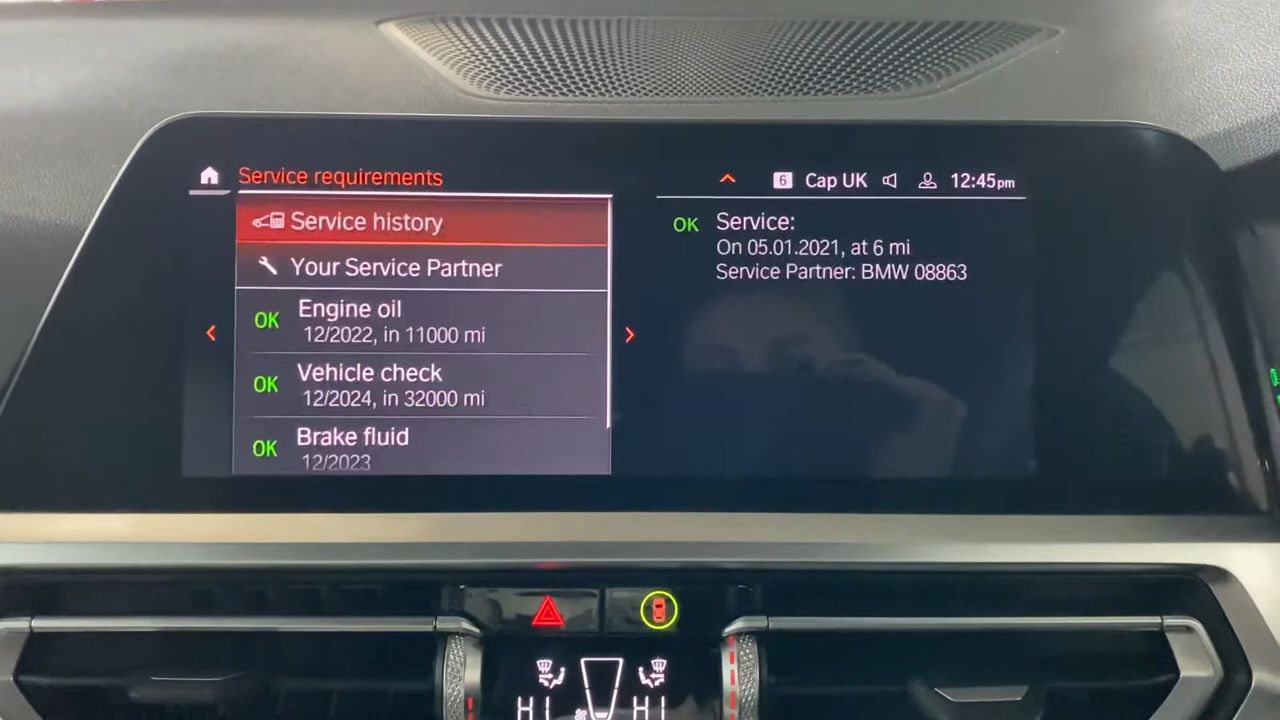 Service requirements
6 Cap UK 12:45pm
Service history
Your Service Partner
OK Engine oil
12/2022, in 11000 mi
OK Vehicle check
12/2024, in 32000 mi
OK Brake fluid
12/2023
OK Service:
On 05.01.2021, at 6 mi
Service Partner: BMW 08863
HI HI